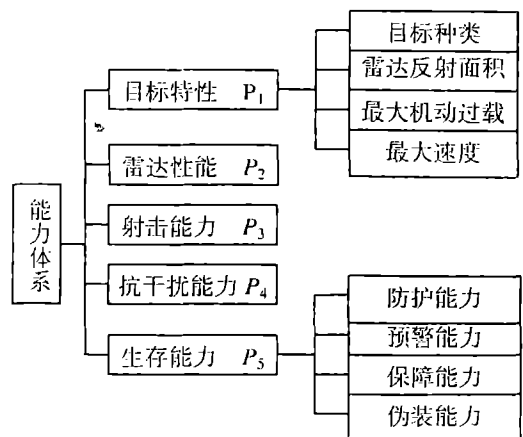 能力体系
目标特性 P₁
雷达性能 P₂
射击能力 P₃
抗干扰能力 P₄
生存能力 P₅
目标种类
雷达反射面积
最大机动过载
最大速度
防护能力
预警能力
保障能力
伪装能力